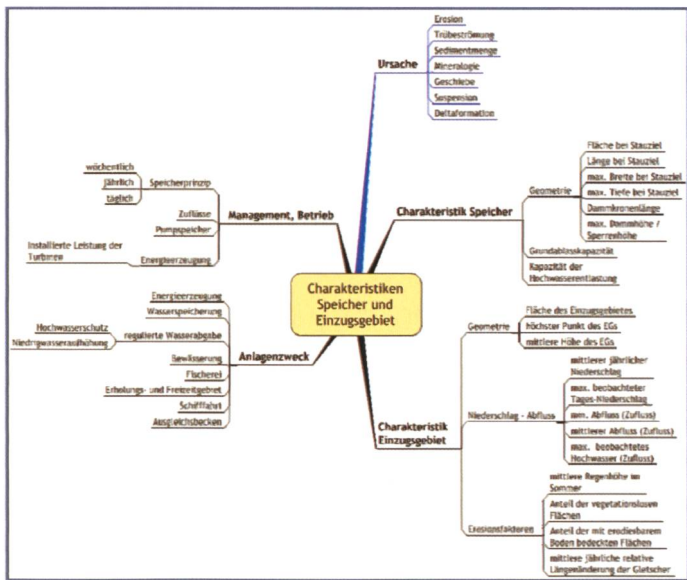 Charakteristiken
Speicher und
Einzugsgebiet
Ursache
Erosion
Trübeströmung
Sedimentmenge
Mineralogie
Geschiebe
Suspension
Deltaformation
Charakteristik Speicher
Geometrie
Fläche bei Stauziel
Länge bei Stauziel
max. Breite bei Stauziel
max. Tiefe bei Stauziel
Dammkronenlänge
max. Dammhöhe /
Sperrenhöhe
Grundablasskapazität
Kapazität der
Hochwasserentlastung
Charakteristik
Einzugsgebiet
Geometrie
Fläche des Einzugsgebietes
höchster Punkt des EGs
mittlere Höhe des EGs
Niederschlag - Abfluss
mittlerer jährlicher
Niederschlag
max. beobachteter
Tages-Niederschlag
min. Abfluss (Zufluss)
mittlerer Abfluss (Zufluss)
max. beobachtetes
Hochwasser (Zufluss)
Erosionsfaktoren
mittlere Regenhöhe im
Sommer
Anteil der vegetationslosen
Flächen
Anteil der mit erodierbarem
Boden bedeckten Flächen
mittlere jährliche relative
Längenänderung der Gletscher
Management, Betrieb
Speicherprinzip
wöchentlich
jährlich
täglich
Zuflüsse
Pumpspeicher
Energieerzeugung
Installierte Leistung der
Turbinen
Anlagenzweck
Energieerzeugung
Wasserspeicherung
regulierte Wasserabgabe
Hochwasserschutz
Niedrigwasseraufhöhung
Bewässerung
Fischerei
Erholungs- und Freizeitgebiet
Schifffahrt
Ausgleichsbecken